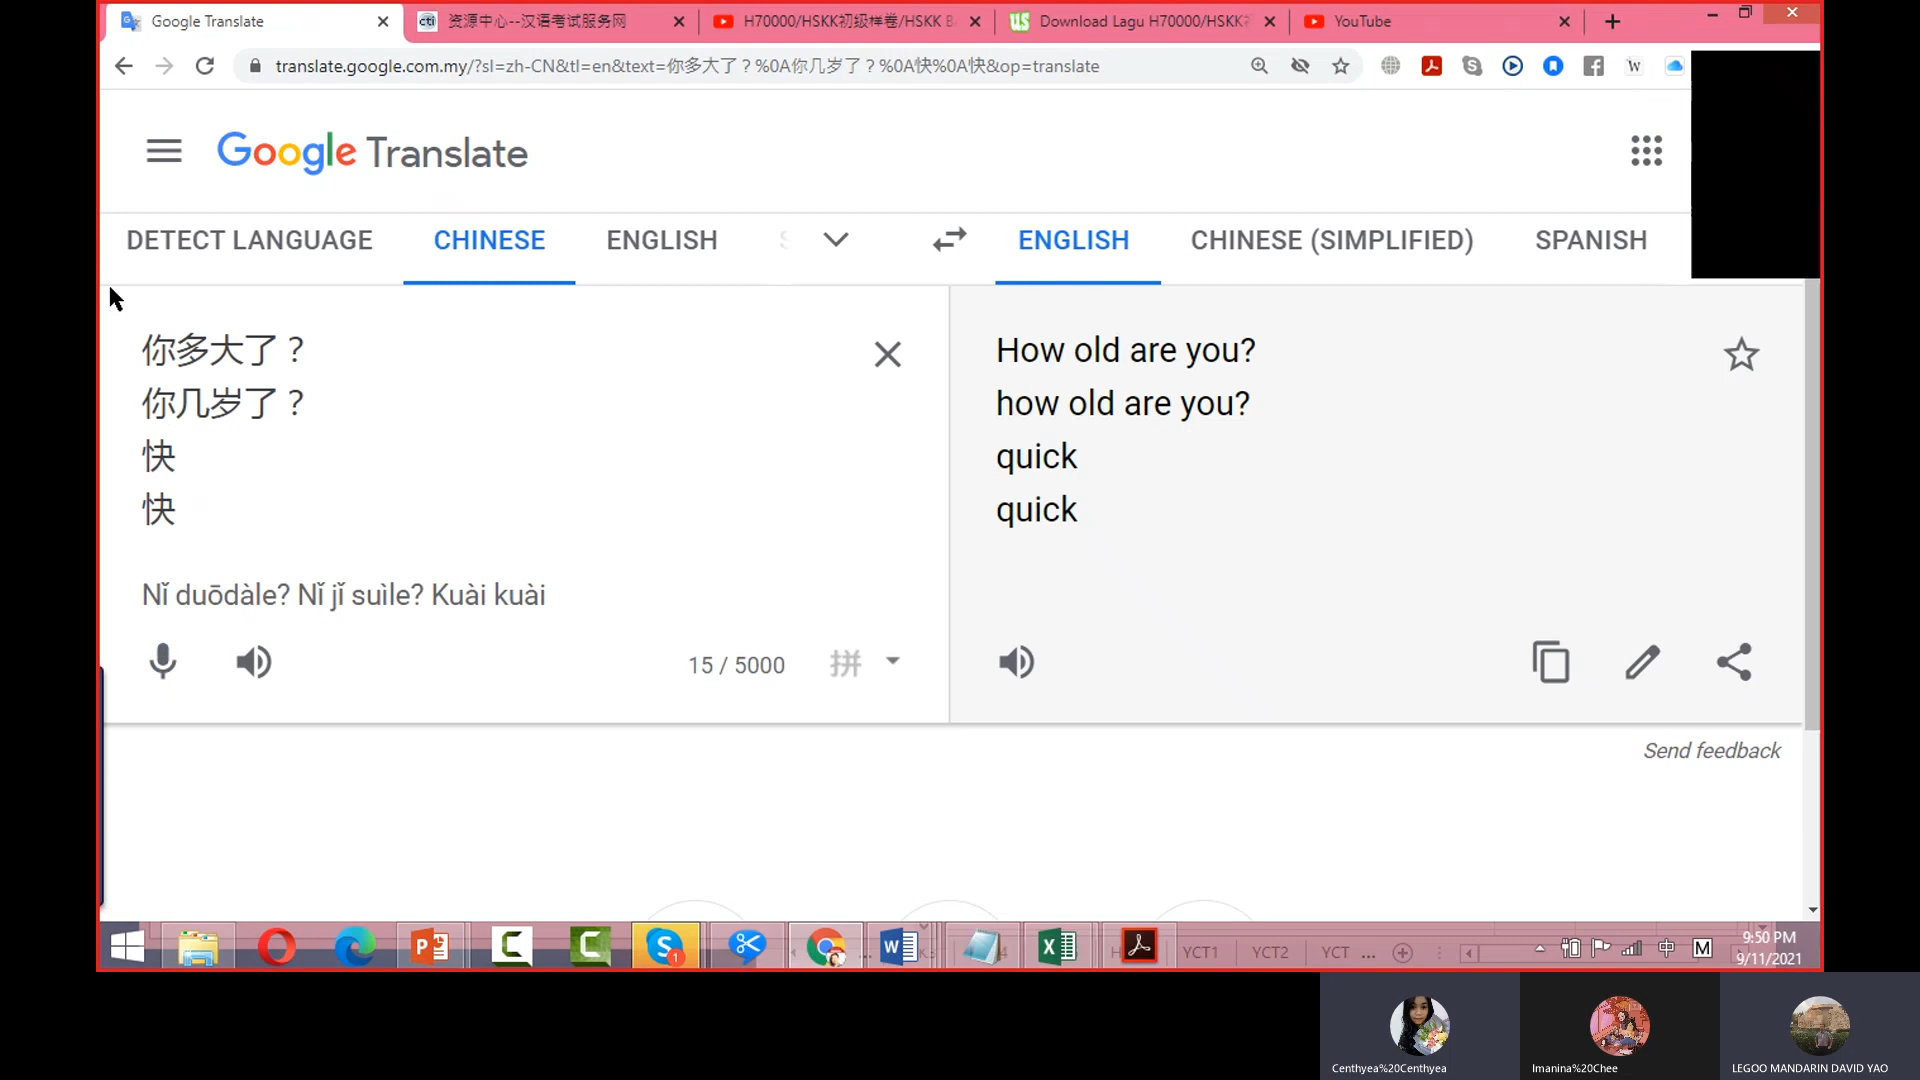 Google Translate
资源中心--汉语考试服务网
H70000/HSKK初级样卷/HSKK B
Download Lagu H70000/HSKK
YouTube
translate.google.com.my/?sl=zh-CN&tl=en&text=你多大了？%0A你几岁了？%0A快%0A快&op=translate
Google Translate
DETECT LANGUAGE
CHINESE
ENGLISH
ENGLISH
CHINESE (SIMPLIFIED)
SPANISH
你多大了？
你几岁了？
快
快
Nǐ duōdàle? Nǐ jǐ suìle? Kuài kuài
15 / 5000
拼
How old are you?
how old are you?
quick
quick
Send feedback
YCT1
YCT2
YCT ...
中
M
9:50 PM
9/11/2021
Centhyea%20Centhyea
Imanina%20Chee
LEGOO MANDARIN DAVID YAO